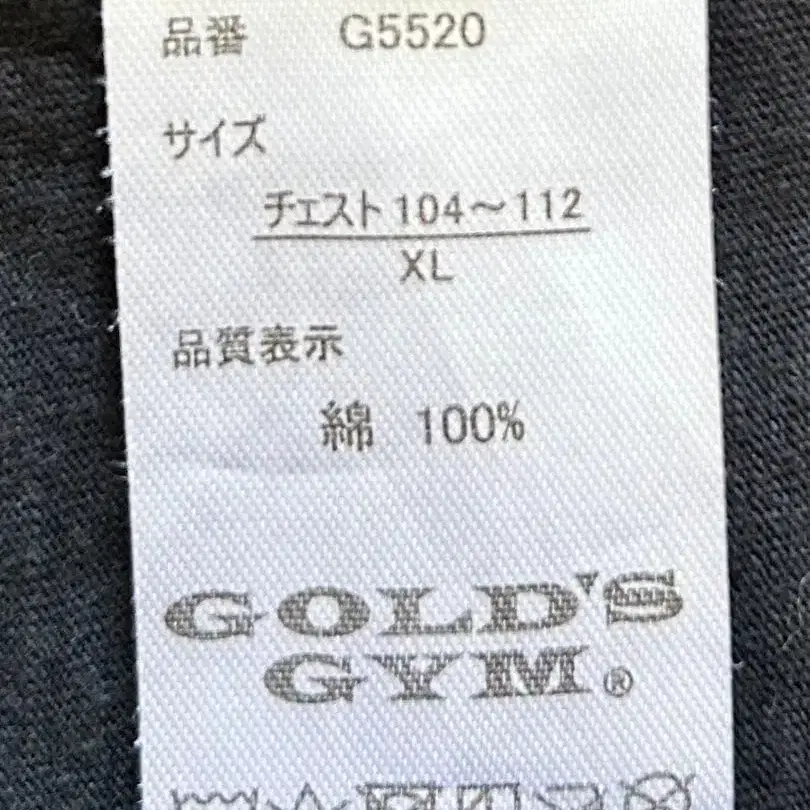 品番 G5520
サイズ
チェスト104～112
XL
品質表示
綿 100%
GOLD'S
GYM®